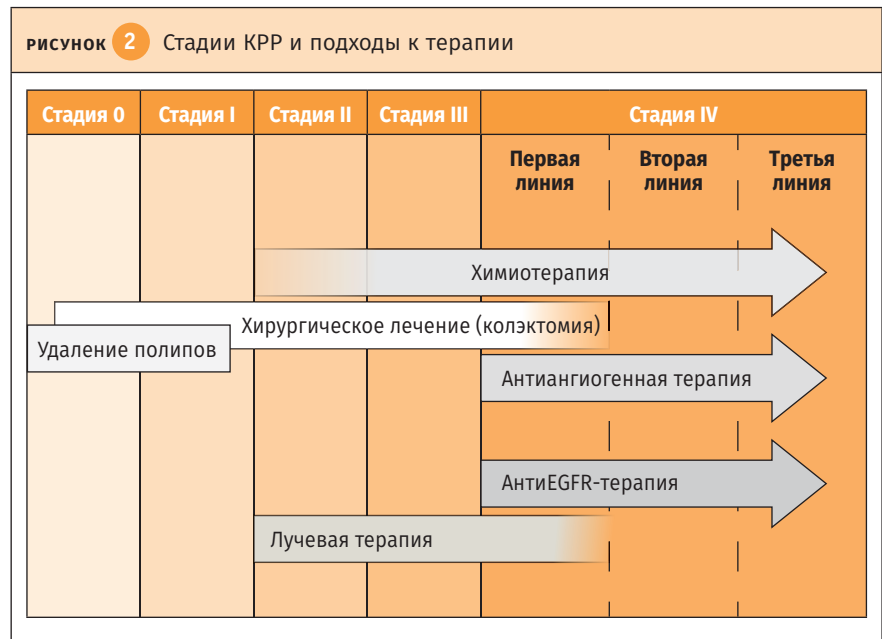 РИСУНОК 2 Стадии КРР и подходы к терапии
Стадия 0 Стадия I Стадия II Стадия III Стадия IV
Первая Вторая Третья
линия линия линия
Химиотерапия
Хирургическое лечение (колэктомия)
Удаление полипов
Антиангиогенная терапия
АнтиEGFR-терапия
Лучевая терапия